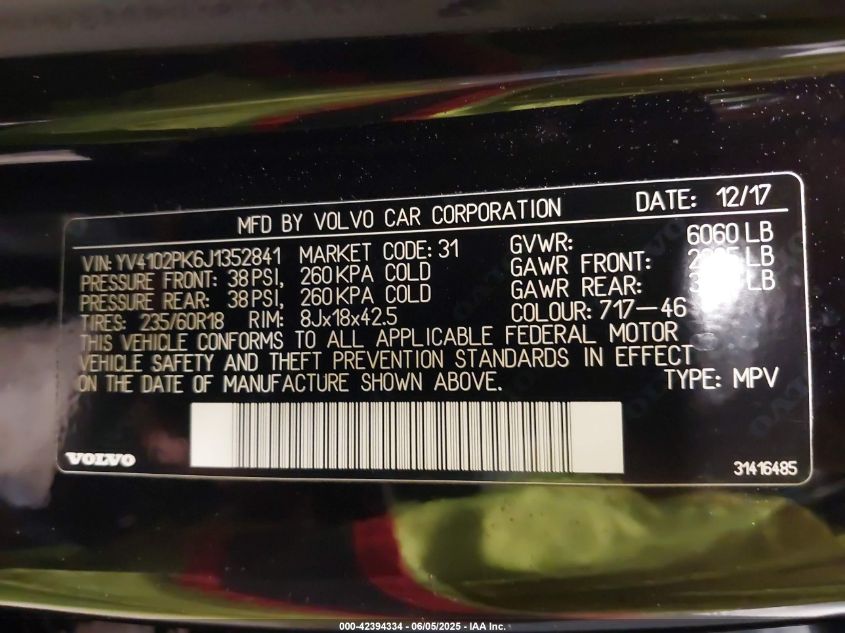 MFD BY VOLVO CAR CORPORATION DATE: 12/17
VIN: YV4102PK6J1352841 MARKET CODE: 31 GVWR: 6060 LB
PRESSURE FRONT: 38 PSI, 260 KPA COLD GAWR FRONT: LB
PRESSURE REAR: 38 PSI, 260 KPA COLD GAWR REAR: LB
TIRES: 235/60R18 RIM: 8Jx18x42.5 COLOUR: 717-46
THIS VEHICLE CONFORMS TO ALL APPLICABLE FEDERAL MOTOR
VEHICLE SAFETY AND THEFT PREVENTION STANDARDS IN EFFECT
ON THE DATE OF MANUFACTURE SHOWN ABOVE. TYPE: MPV
VOLVO
31416485
000-42394334 - 06/05/2025 - IAA Inc.